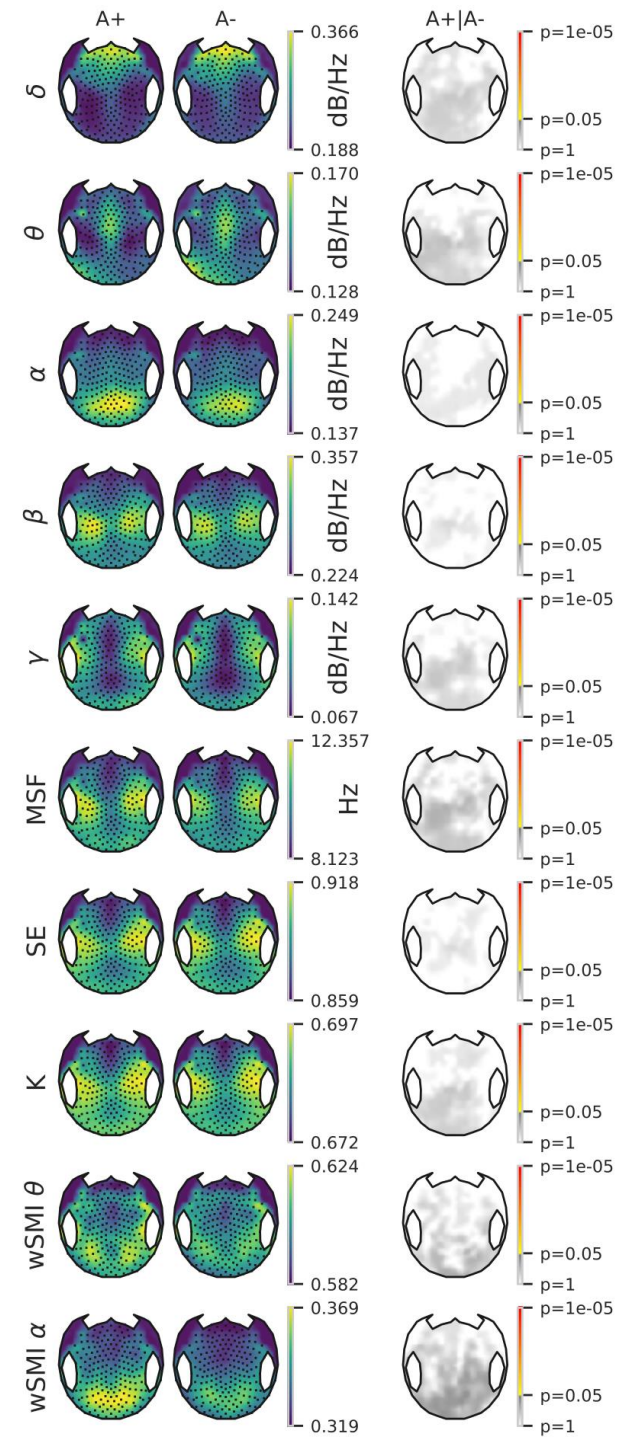 A+ A- A+|A-
δ 0.366 dB/Hz 0.188 p=1e-05 p=0.05 p=1
θ 0.170 dB/Hz 0.128 p=1e-05 p=0.05 p=1
α 0.249 dB/Hz 0.137 p=1e-05 p=0.05 p=1
β 0.357 dB/Hz 0.224 p=1e-05 p=0.05 p=1
γ 0.142 dB/Hz 0.067 p=1e-05 p=0.05 p=1
MSF 12.357 Hz 8.123 p=1e-05 p=0.05 p=1
SE 0.918 0.859 p=1e-05 p=0.05 p=1
K 0.697 0.672 p=1e-05 p=0.05 p=1
wSMI θ 0.624 0.582 p=1e-05 p=0.05 p=1
wSMI α 0.369 0.319 p=1e-05 p=0.05 p=1